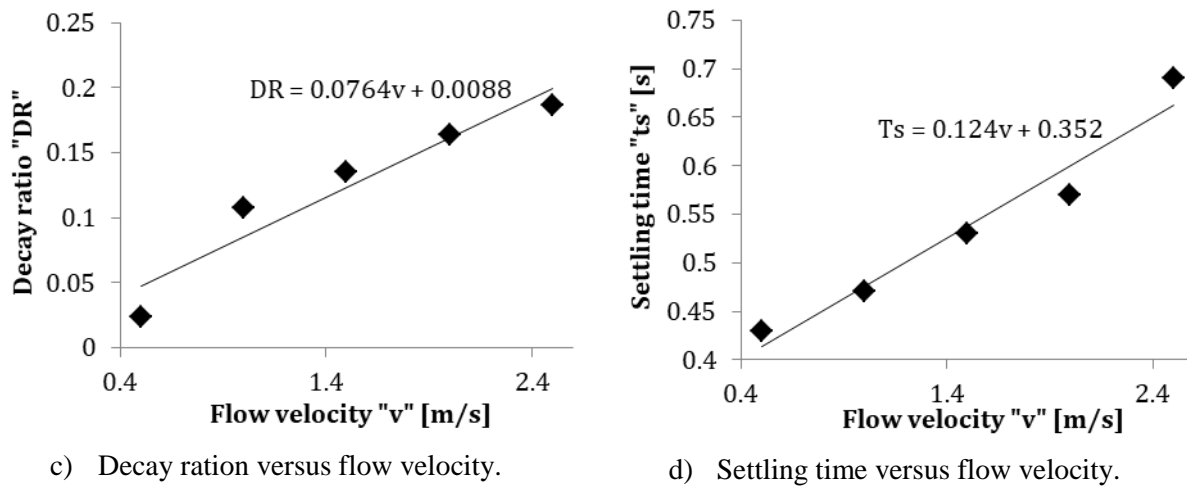 0.25
0.2
0.15
0.1
0.05
0
Decay ratio "DR"
DR = 0.0764v + 0.0088
0.4
1.4
2.4
Flow velocity "v" [m/s]
c) Decay ration versus flow velocity.
0.75
0.7
0.65
0.6
0.55
0.5
0.45
0.4
Settling time "ts" [s]
Ts = 0.124v + 0.352
0.4
1.4
2.4
Flow velocity "v" [m/s]
d) Settling time versus flow velocity.